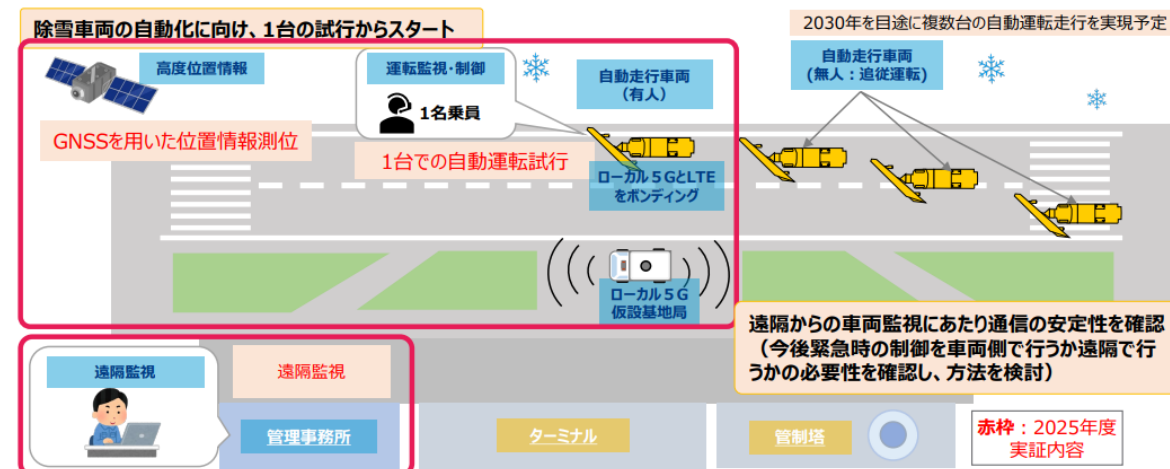 除雪車両の自動化に向け、1台の試行からスタート
2030年を目途に複数台の自動運転走行を実現予定
高度位置情報
GNSSを用いた位置情報測位
運転監視・制御
1名乗員
1台での自動運転試行
自動走行車両
（有人）
自動走行車両
(無人：追従運転)
ローカル５GとLTE
をボンディング
ローカル５G
仮設基地局
遠隔からの車両監視にあたり通信の安定性を確認
（今後緊急時の制御を車両側で行うか遠隔で行
うかの必要性を確認し、方法を検討）
遠隔監視
遠隔監視
管理事務所
ターミナル
管制塔
赤枠：2025年度
実証内容